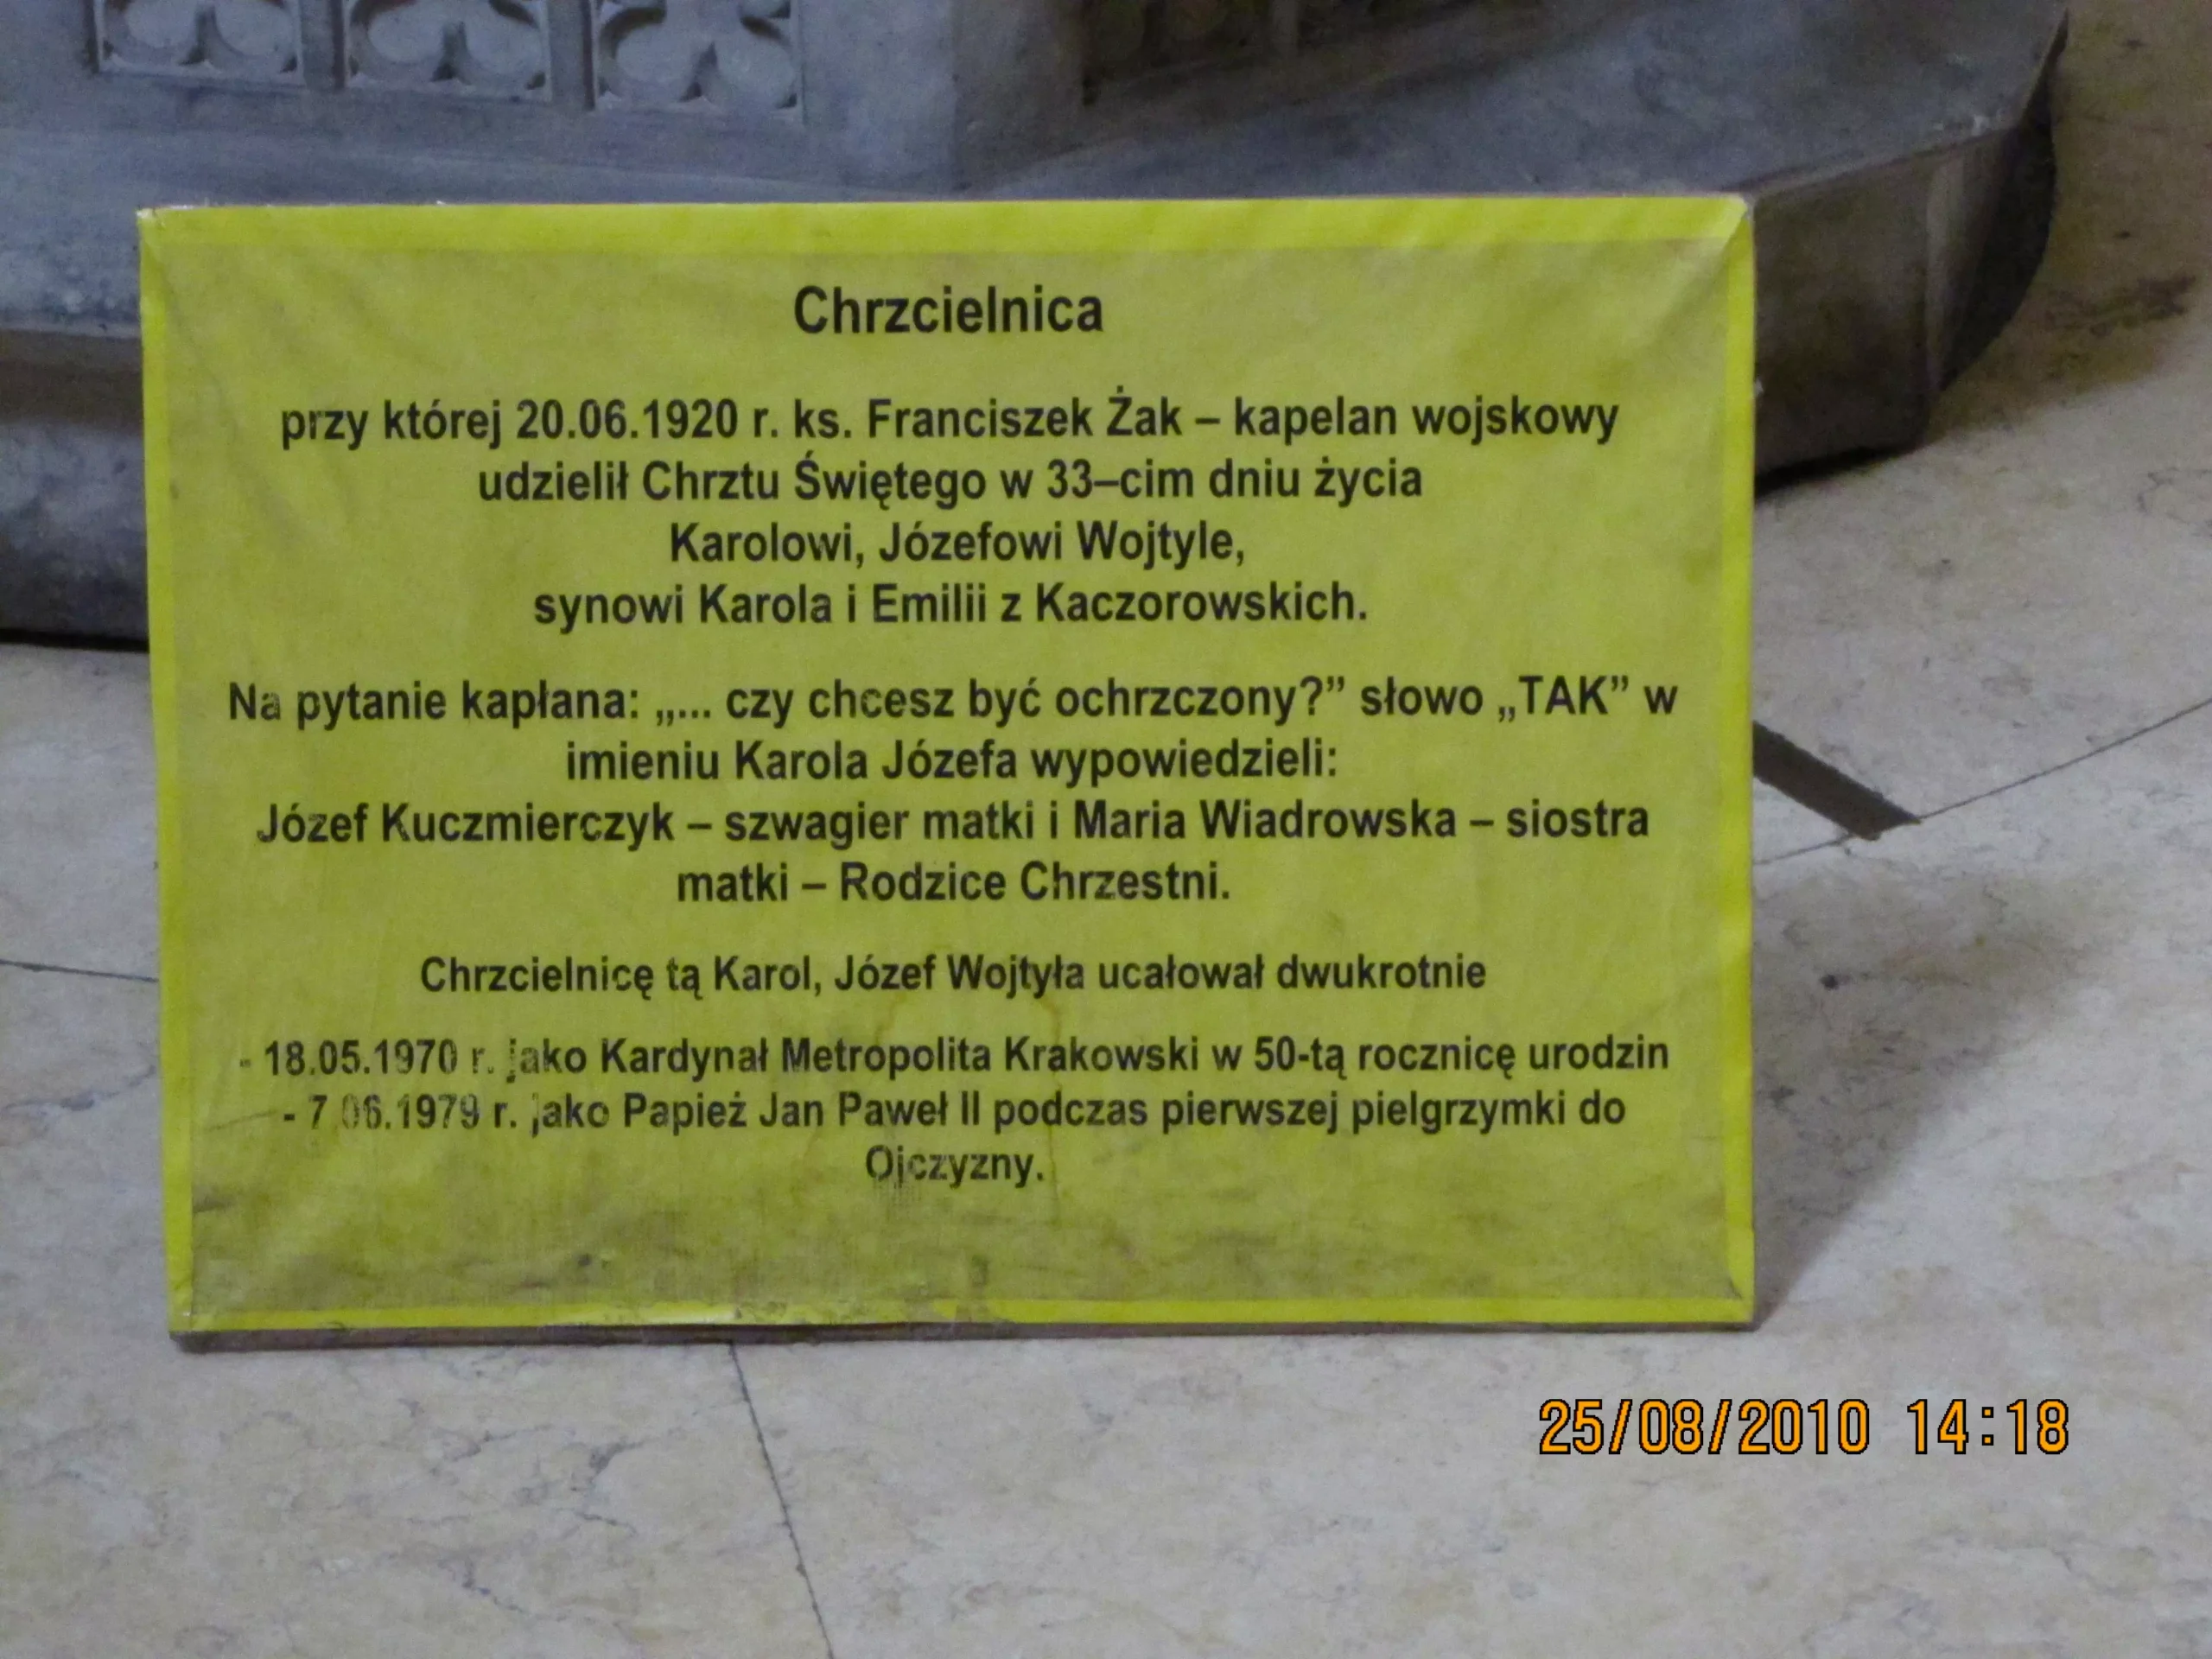 Chrzcielnica
przy której 20.06.1920 r. ks. Franciszek Żak – kapelan wojskowy
udzielił Chrztu Świętego w 33–cim dniu życia
Karolowi, Józefowi Wojtyle,
synowi Karola i Emilii z Kaczorowskich.
Na pytanie kapłana: „... czy chcesz być ochrzczony?” słowo „TAK” w
imieniu Karola Józefa wypowiedzieli:
Józef Kuczmierczyk – szwagier matki i Maria Wiadrowska – siostra
matki – Rodzice Chrzestni.
Chrzcielnicę tą Karol, Józef Wojtyła ucałował dwukrotnie
- 18.05.1970 r. jako Kardynał Metropolita Krakowski w 50-tą rocznicę urodzin
- 7.06.1979 r. jako Papież Jan Paweł II podczas pierwszej pielgrzymki do
Ojczyzny.
25/08/2010 14:18